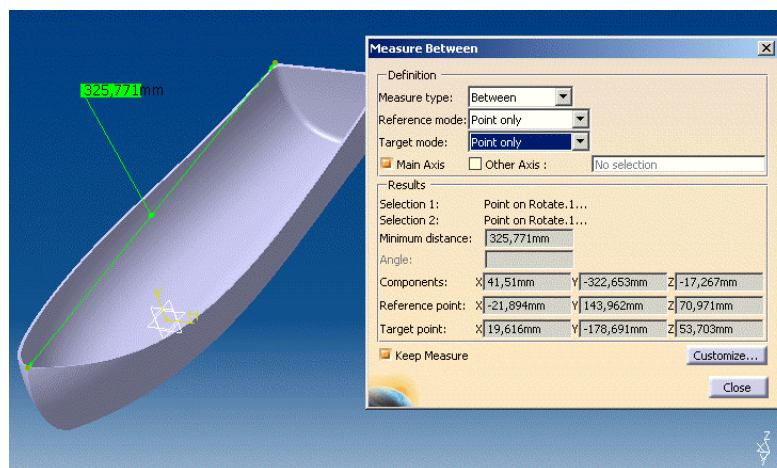 325,771mm
Measure Between
Definition
Measure type: Between
Reference mode: Point only
Target mode: Point only
Main Axis Other Axis : No selection
Results
Selection 1: Point on Rotate.1...
Selection 2: Point on Rotate.1...
Minimum distance: 325,771mm
Angle:
Components: X 41,51mm Y -322,653mm Z -17,267mm
Reference point: X -21,894mm Y 143,962mm Z 70,971mm
Target point: X 19,616mm Y -178,691mm Z 53,703mm
Keep Measure Customize...
Close